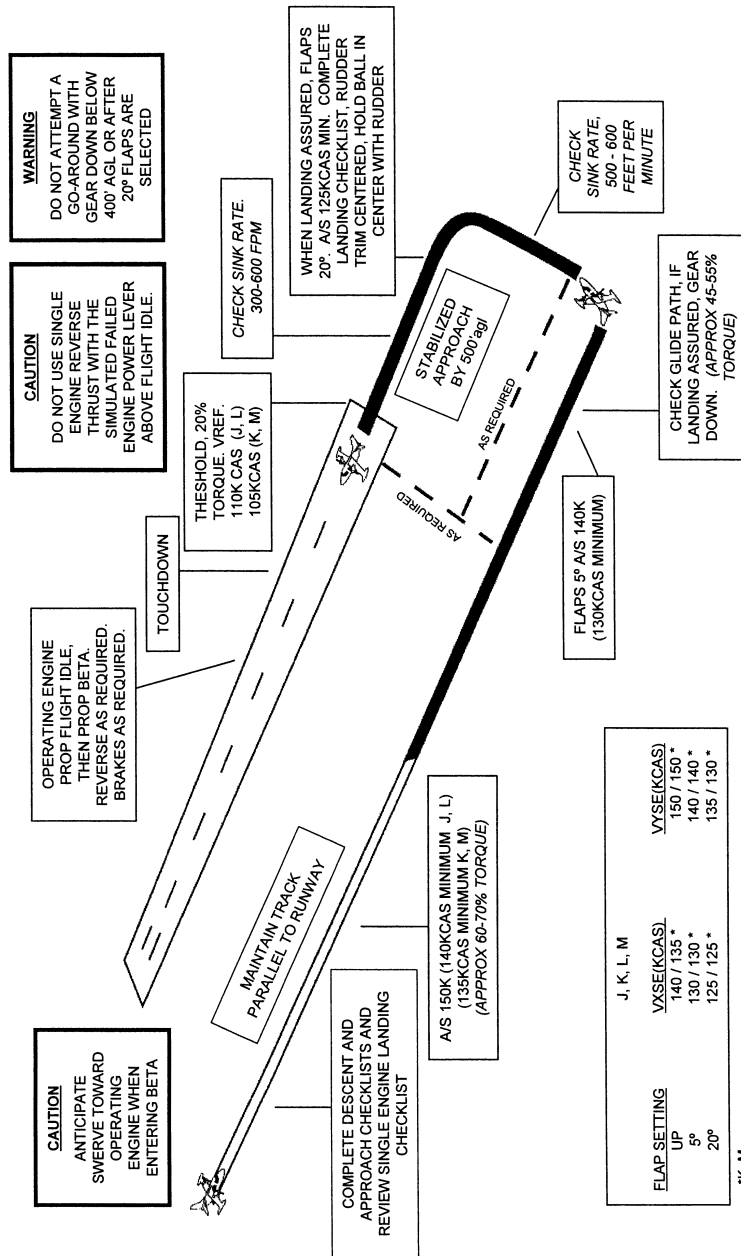 CAUTION
ANTICIPATE
SWERVE TOWARD
OPERATING
ENGINE WHEN
ENTERING BETA
OPERATING ENGINE
PROP FLIGHT IDLE,
THEN PROP BETA.
REVERSE AS REQUIRED.
BRAKES AS REQUIRED.
TOUCHDOWN
CAUTION
DO NOT USE SINGLE
ENGINE REVERSE
THRUST WITH THE
SIMULATED FAILED
ENGINE POWER LEVER
ABOVE FLIGHT IDLE.
WARNING
DO NOT ATTEMPT A
GO-AROUND WITH
GEAR DOWN BELOW
400' AGL OR AFTER
20º FLAPS ARE
SELECTED
THESHOLD, 20%
TORQUE. VREF.
110K CAS (J, L)
105KCAS (K, M)
CHECK SINK RATE.
300-600 FPM
WHEN LANDING ASSURED, FLAPS
20º. A/S 125KCAS MIN. COMPLETE
LANDING CHECKLIST, RUDDER
TRIM CENTERED, HOLD BALL IN
CENTER WITH RUDDER
MAINTAIN TRACK
PARALLEL TO RUNWAY
STABILIZED
APPROACH
BY 500'agl
AS REQUIRED
AS REQUIRED
CHECK
SINK RATE,
500 - 600
FEET PER
MINUTE
COMPLETE DESCENT AND
APPROACH CHECKLISTS AND
REVIEW SINGLE ENGINE LANDING
CHECKLIST
A/S 150K (140KCAS MINIMUM J, L)
(135KCAS MINIMUM K, M)
(APPROX 60-70% TORQUE)
FLAPS 5º A/S 140K
(130KCAS MINIMUM)
CHECK GLIDE PATH, IF
LANDING ASSURED, GEAR
DOWN. (APPROX 45-55%
TORQUE)
J, K, L, M
FLAP SETTING VXSE(KCAS) VYSE(KCAS)
UP 140 / 135 * 150 / 150 *
5º 130 / 130 * 140 / 140 *
20º 125 / 125 * 135 / 130 *
*K, M